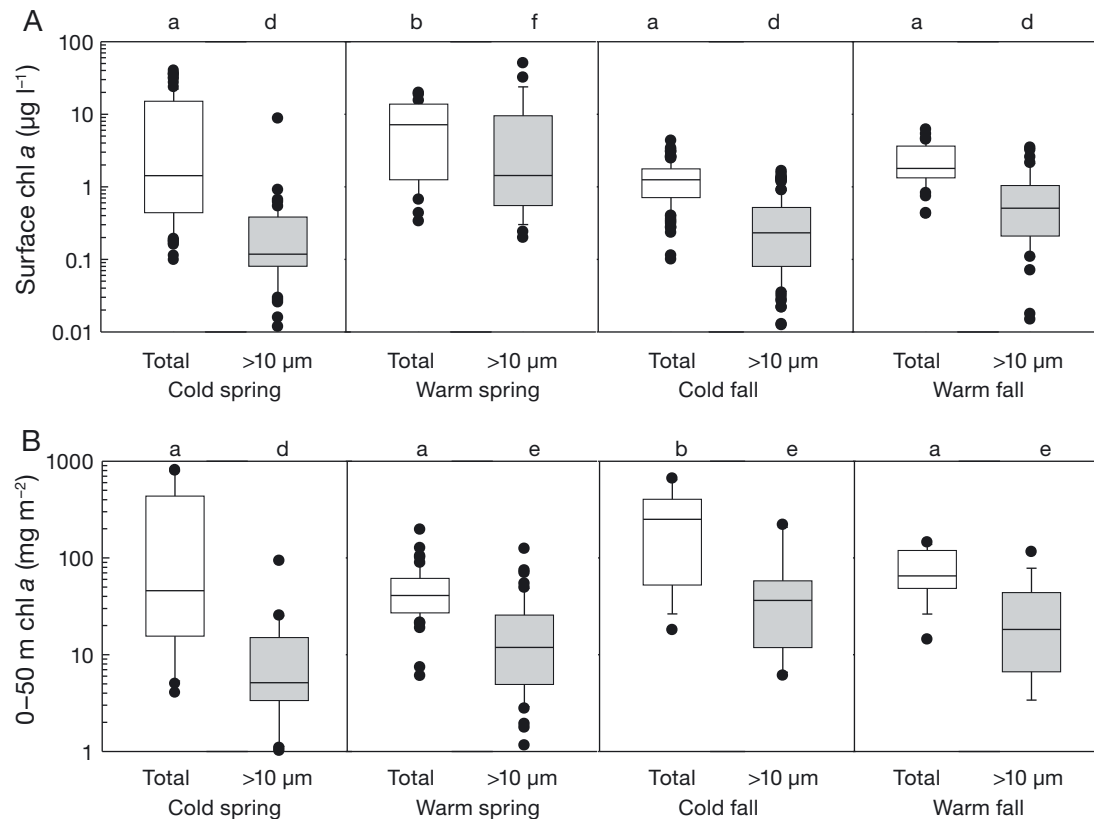 A
a d b f a d a d
Surface chl a (µg l⁻¹)
100
10
1
0.1
0.01
Total >10 µm Total >10 µm Total >10 µm Total >10 µm
Cold spring Warm spring Cold fall Warm fall
B
a d a e b e a e
0–50 m chl a (mg m⁻²)
1000
100
10
1
Total >10 µm Total >10 µm Total >10 µm Total >10 µm
Cold spring Warm spring Cold fall Warm fall